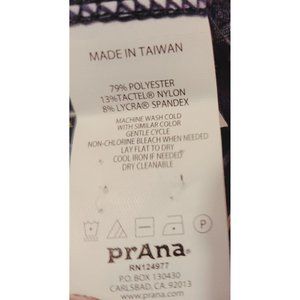 MADE IN TAIWAN
79% POLYESTER
13%TACTEL® NYLON
8% LYCRA® SPANDEX
MACHINE WASH COLD
WITH SIMILAR COLOR
GENTLE CYCLE
NON-CHLORINE BLEACH WHEN NEEDED
LAY FLAT TO DRY
COOL IRON IF NEEDED
DRY CLEANABLE
P
prAna
RN124977
P.O. BOX 130430
CARLSBAD, CA. 92013
www.prana.com